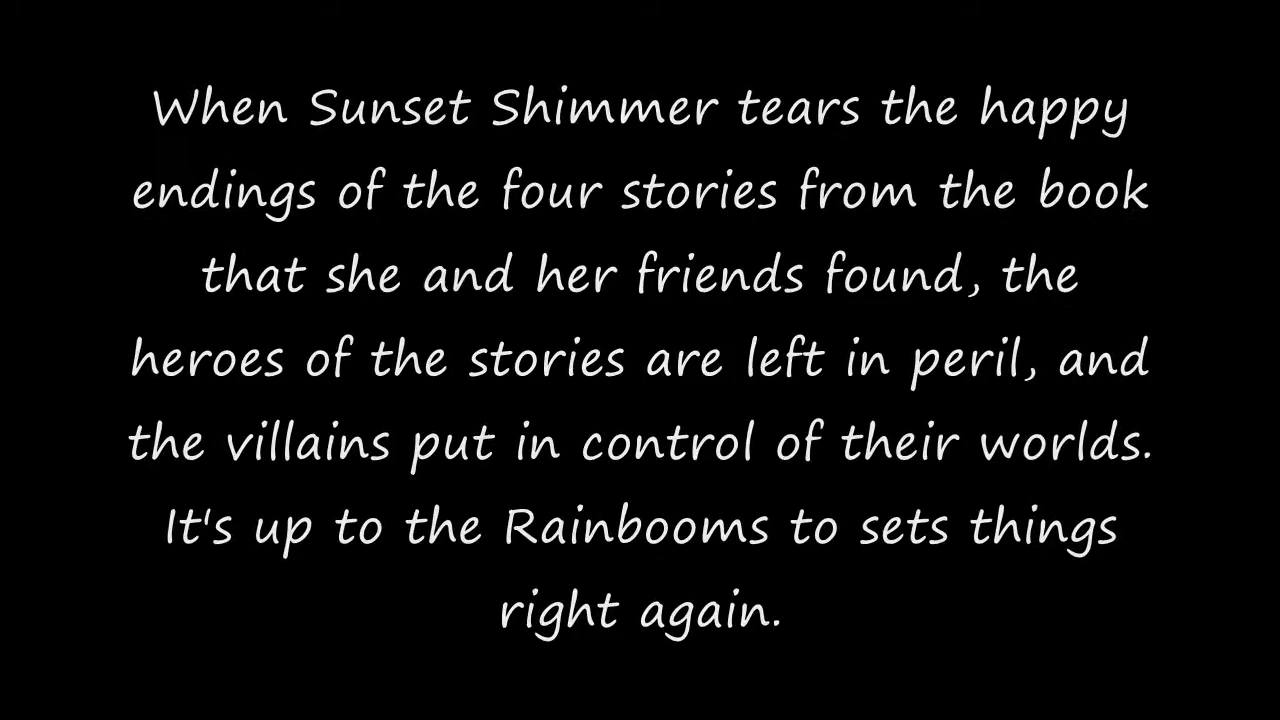 When Sunset Shimmer tears the happy
endings of the four stories from the book
that she and her friends found, the
heroes of the stories are left in peril, and
the villains put in control of their worlds.
It's up to the Rainbooms to sets things
right again.